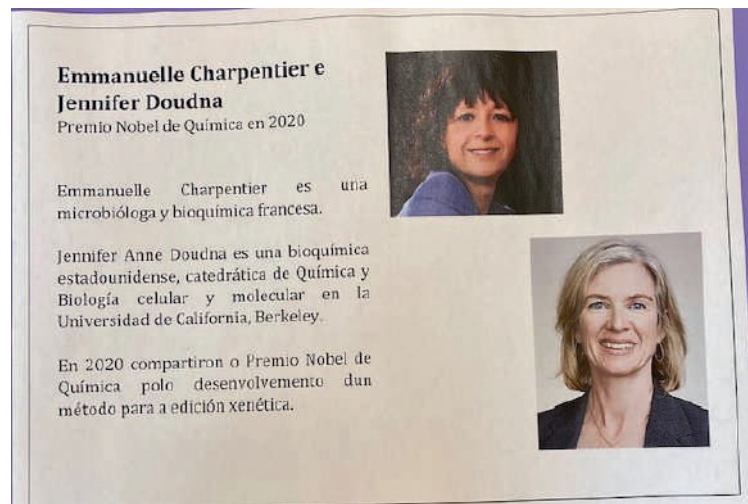 Emmanuelle Charpentier e
Jennifer Doudna
Premio Nobel de Química en 2020
Emmanuelle Charpentier es una
microbióloga y bioquímica francesa.
Jennifer Anne Doudna es una bioquímica
estadounidense, catedrática de Química y
Biología celular y molecular en la
Universidad de California, Berkeley.
En 2020 compartiron o Premio Nobel de
Química polo desenvolvemento dun
método para a edición xenética.